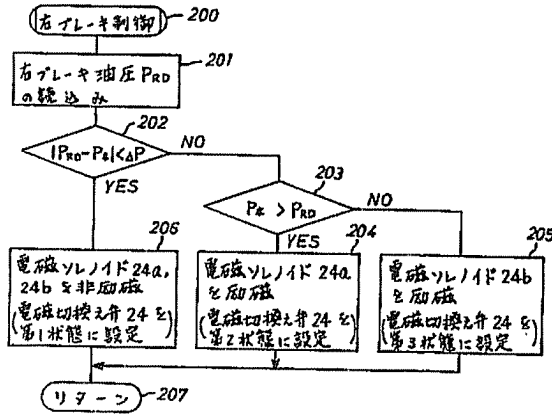 右ブレーキ制御
200
右ブレーキ油圧PRD
の読込み
201
202
|PRD-P*|<ΔP
NO
YES
203
P*>PRD
NO
YES
206
電磁ソレノイド24a,
24bを非励磁
(電磁切換え弁24を
第1状態に設定)
204
電磁ソレノイド24a
を励磁
(電磁切換え弁24を
第2状態に設定)
205
電磁ソレノイド24b
を励磁
(電磁切換え弁24を
第3状態に設定)
リターン
207